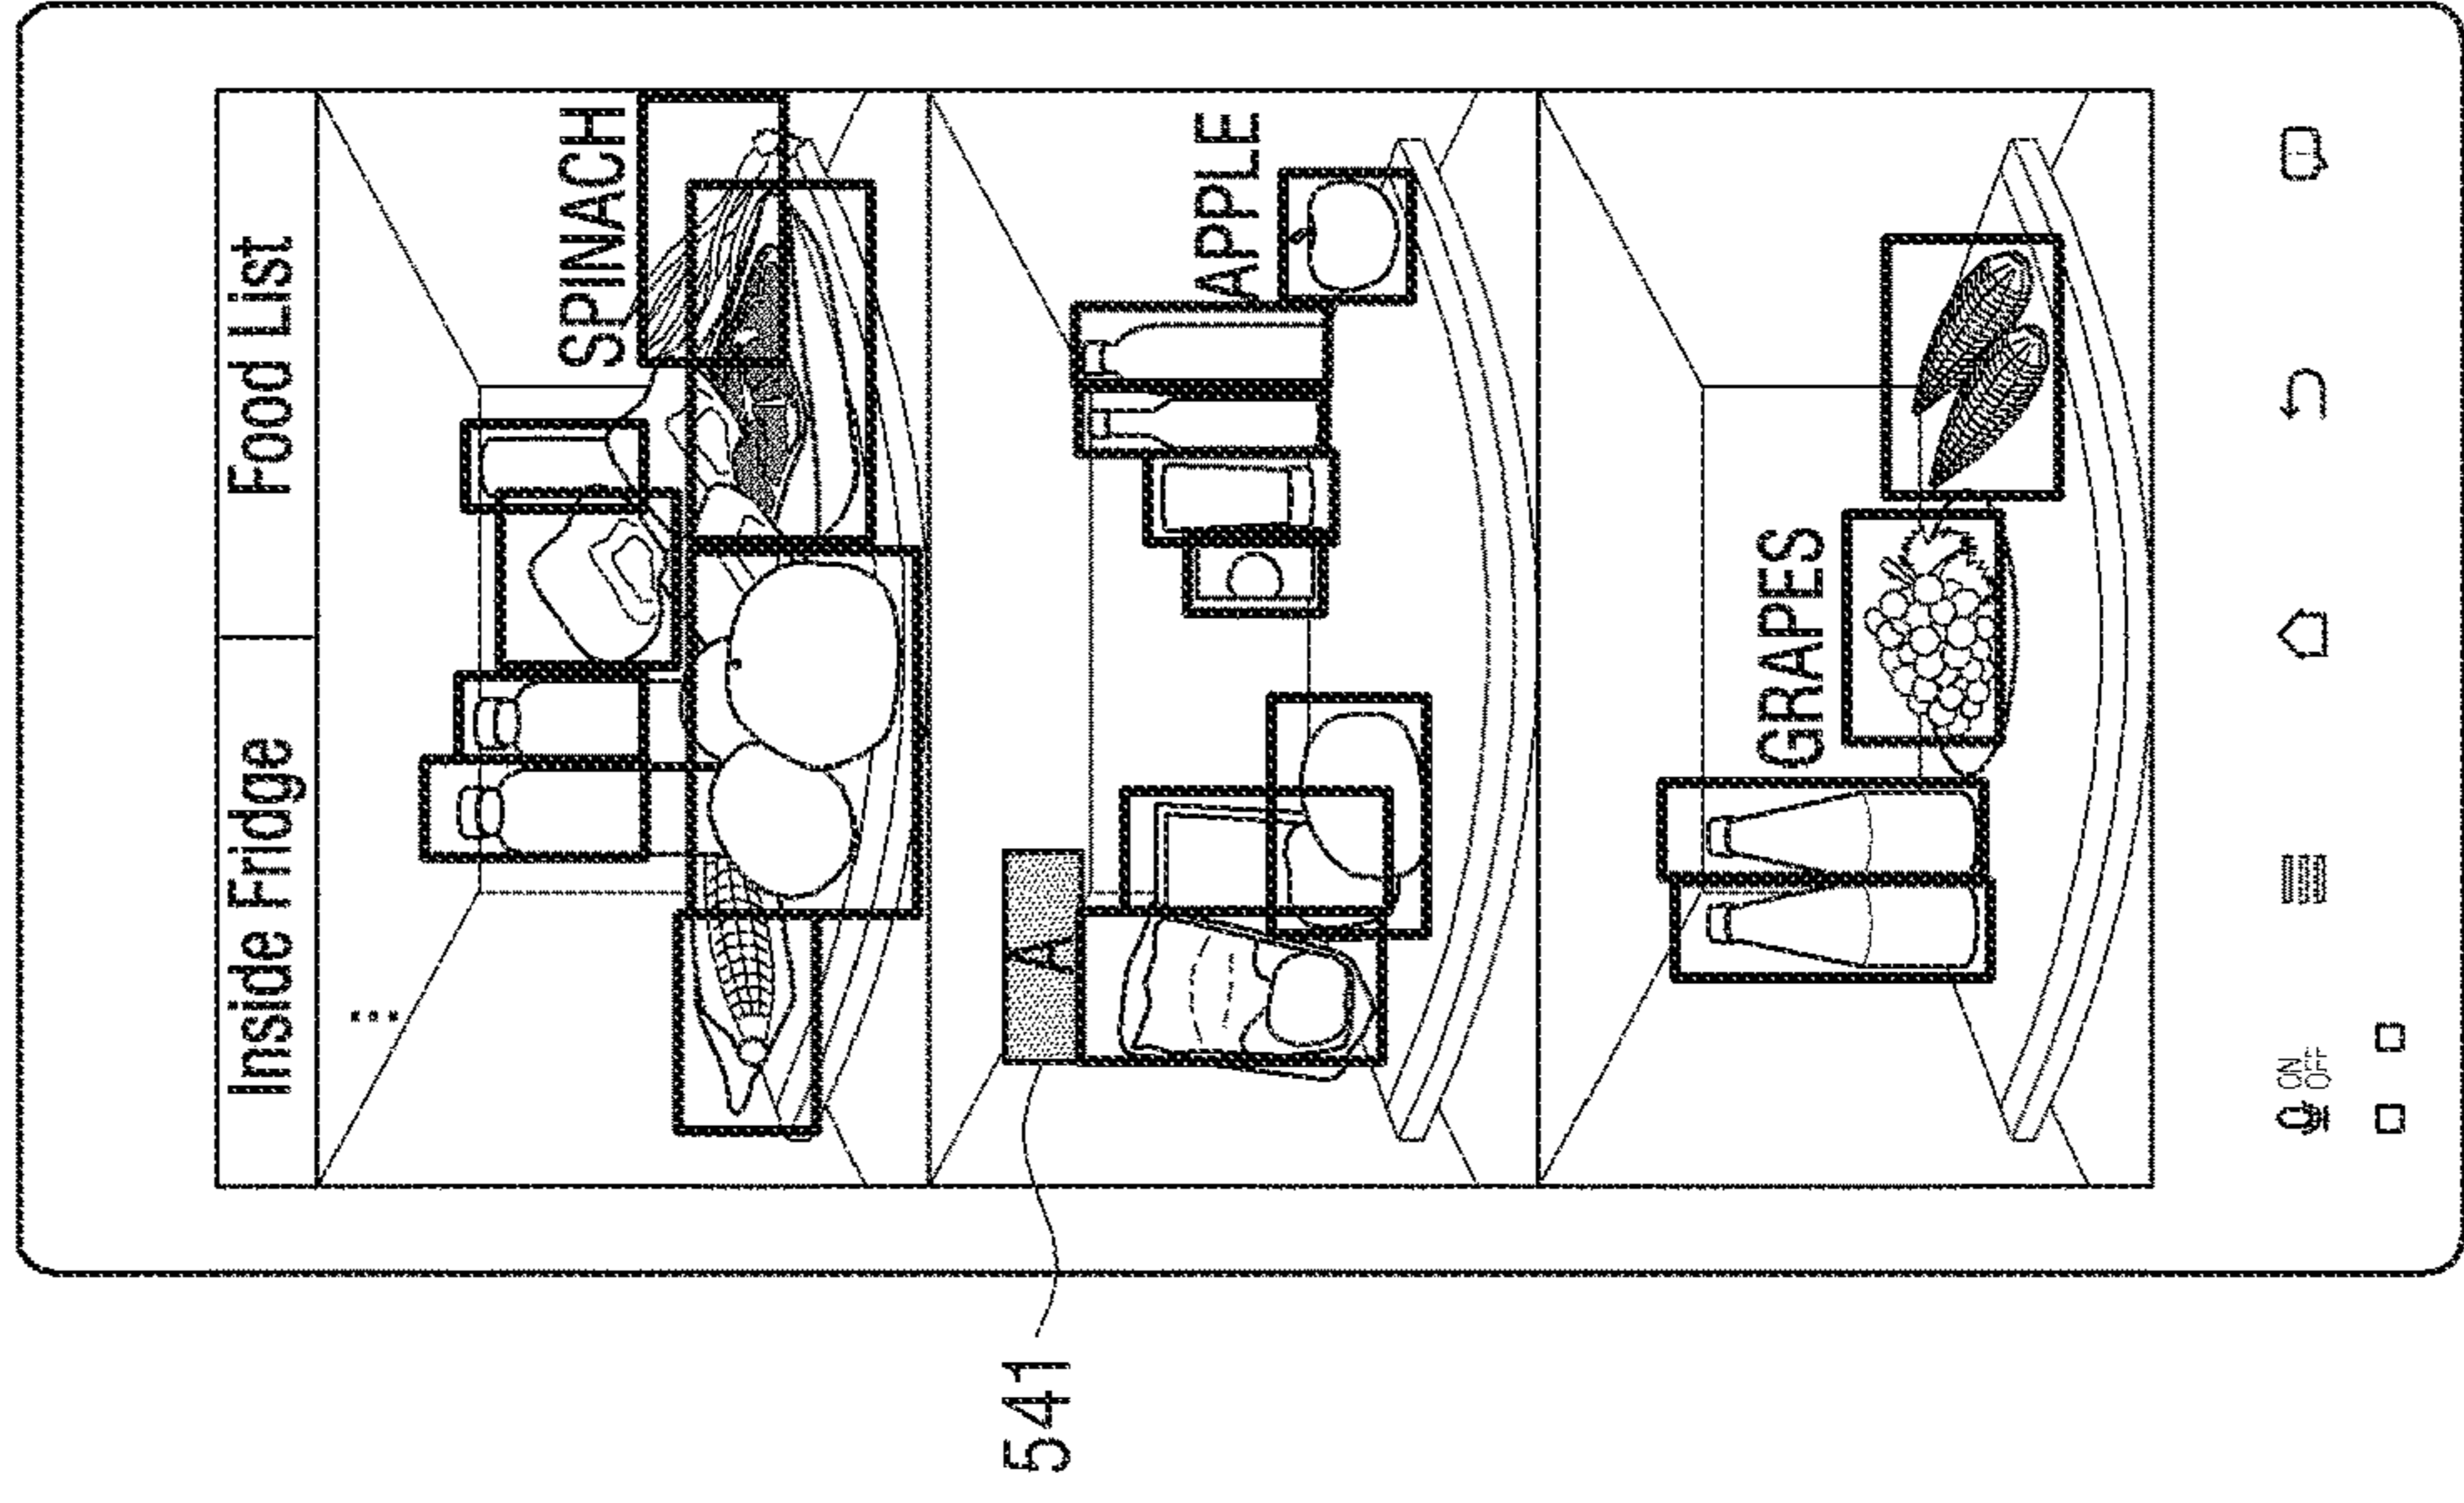 Inside Fridge
Food List
SPINACH
A
APPLE
GRAPES
ON
OFF
541